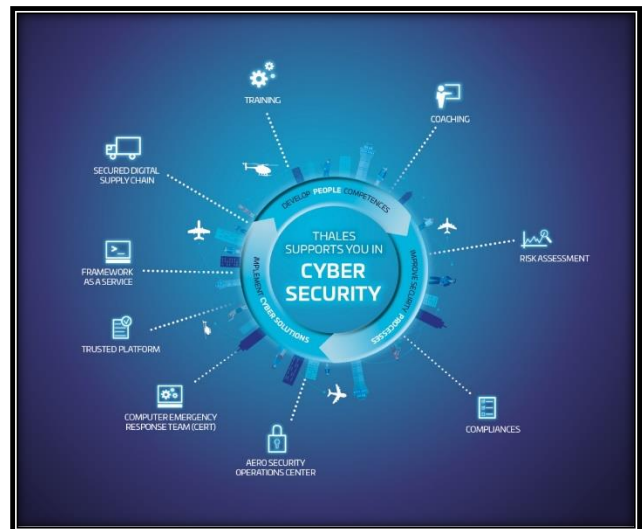 TRAINING
COACHING
SECURED DIGITAL
SUPPLY CHAIN
DEVELOP PEOPLE COMPETENCES
THALES
SUPPORTS YOU IN
CYBER
SECURITY
RISK ASSESSMENT
IMPROVE SECURITY PROCESSES
IMPLEMENT CYBER SOLUTIONS
>_
FRAMEWORK
AS A SERVICE
TRUSTED PLATFORM
COMPUTER EMERGENCY
RESPONSE TEAM (CERT)
COMPLIANCES
AERO SECURITY
OPERATIONS CENTER